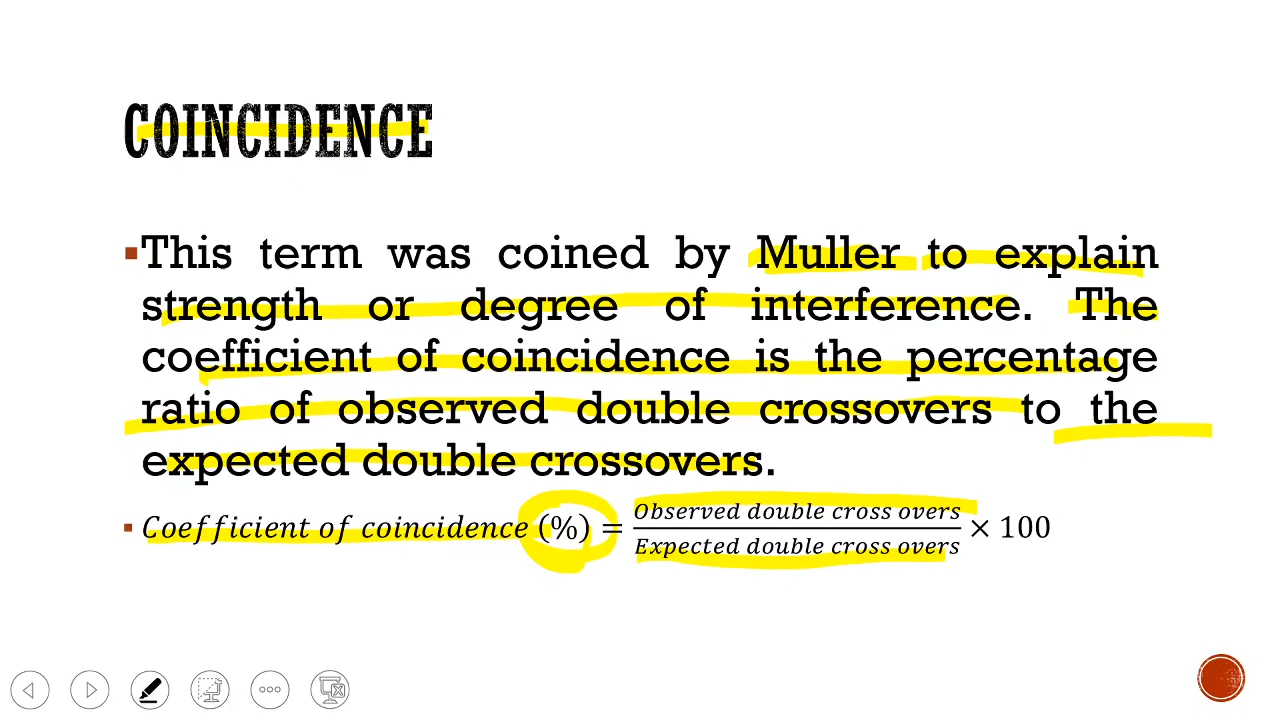 COINCIDENCE
▪This term was coined by Muller to explain
strength or degree of interference. The
coefficient of coincidence is the percentage
ratio of observed double crossovers to the
expected double crossovers.
▪ Coefficient of coincidence (%) = Observed double cross overs / Expected double cross overs × 100